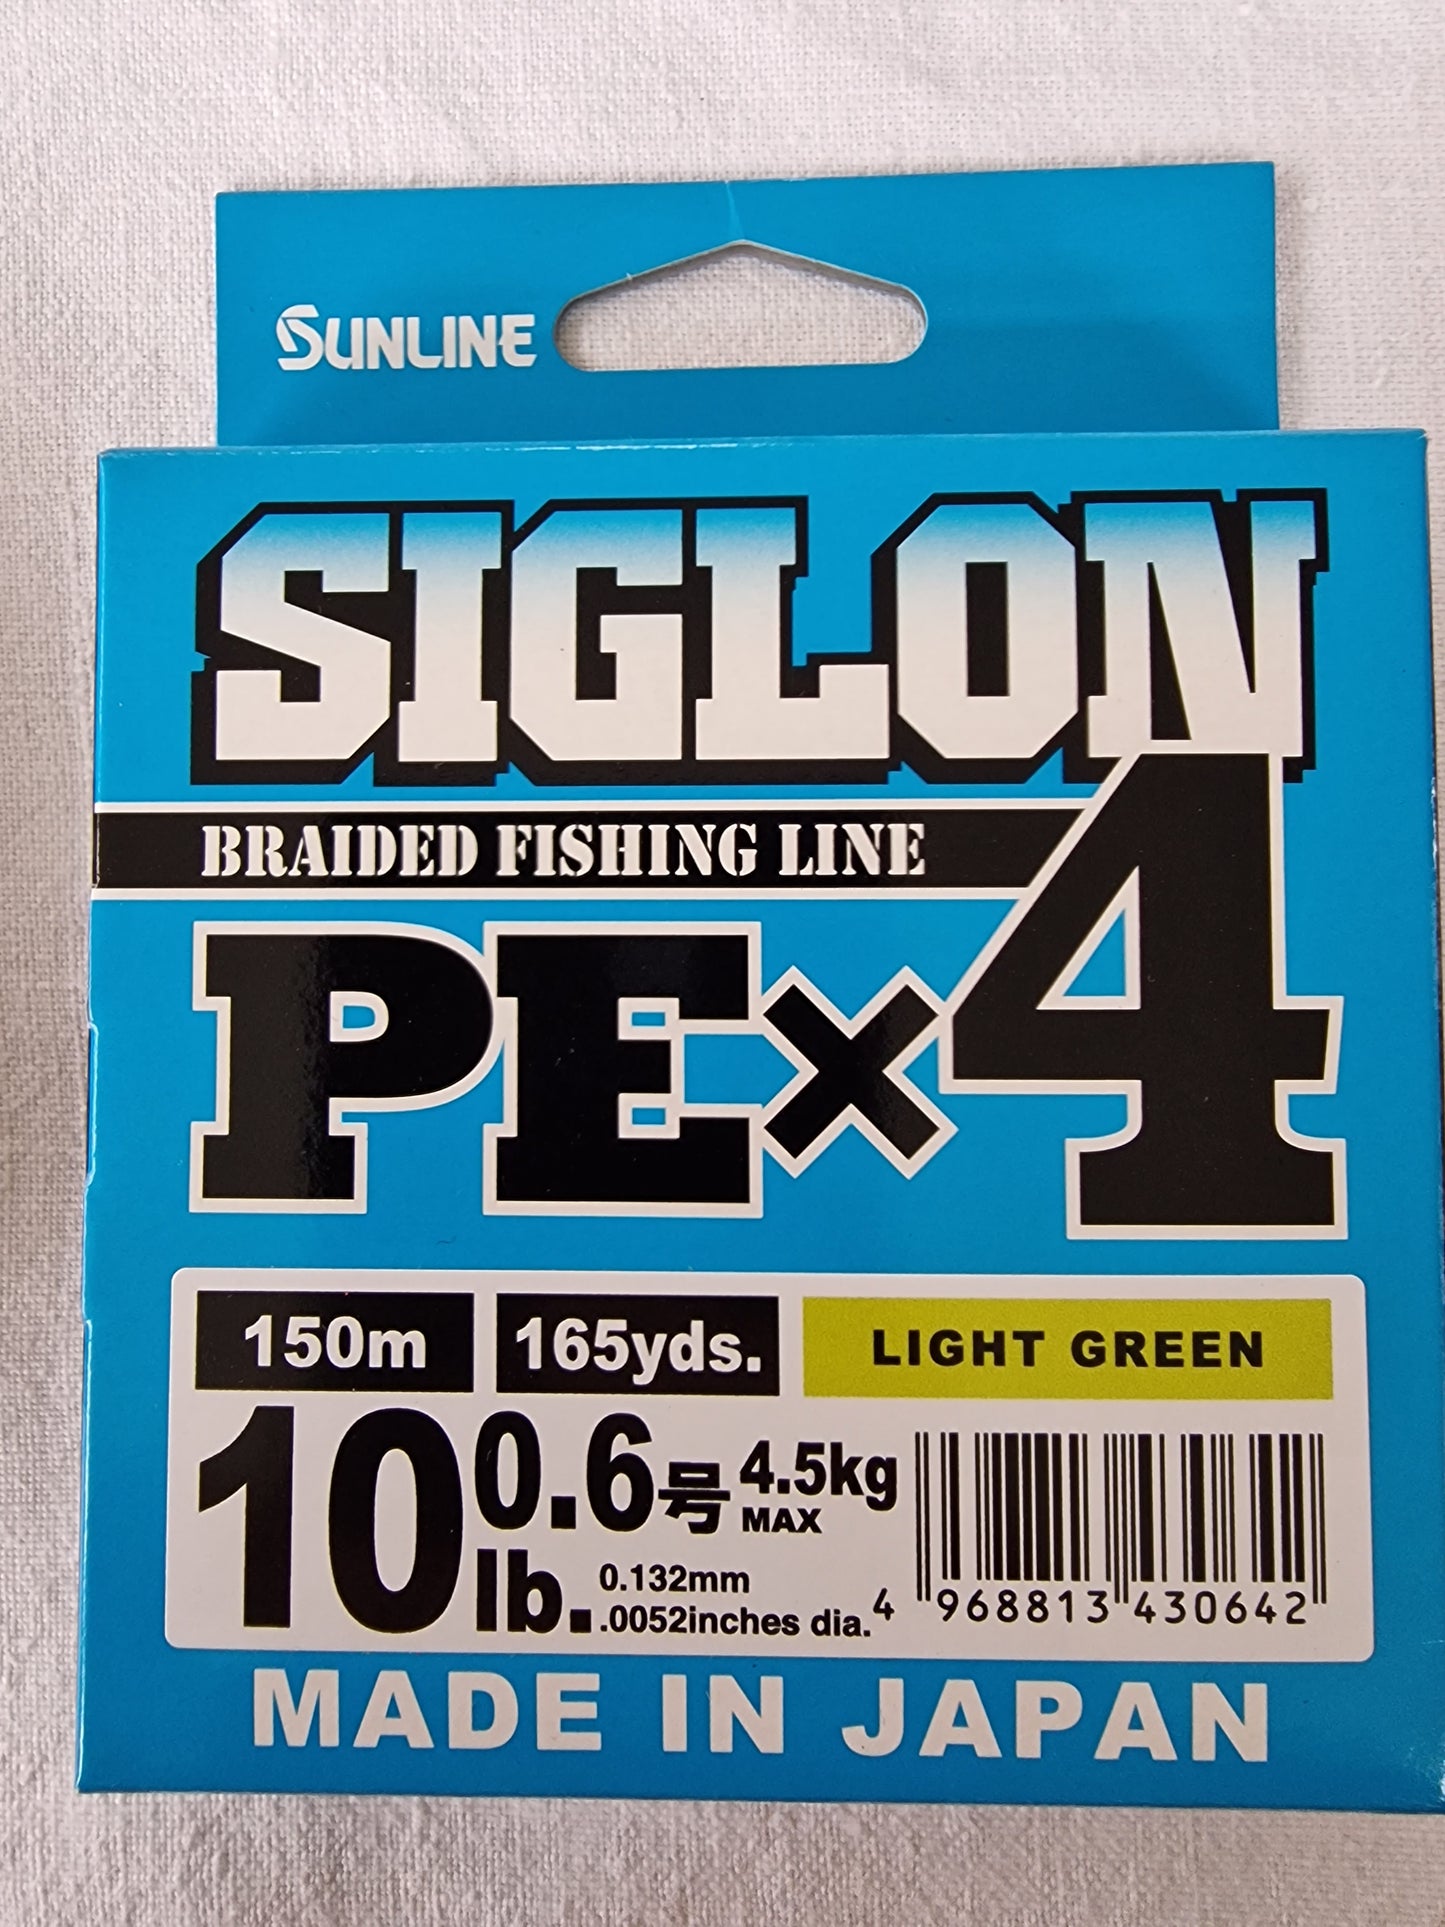 SUNLINE
SIGLON
BRAIDED FISHING LINE
PE×4
150m 165yds. LIGHT GREEN
10lb. 0.6号 4.5kg
MAX
0.132mm
.0052inches dia.
4 968813 430642
MADE IN JAPAN